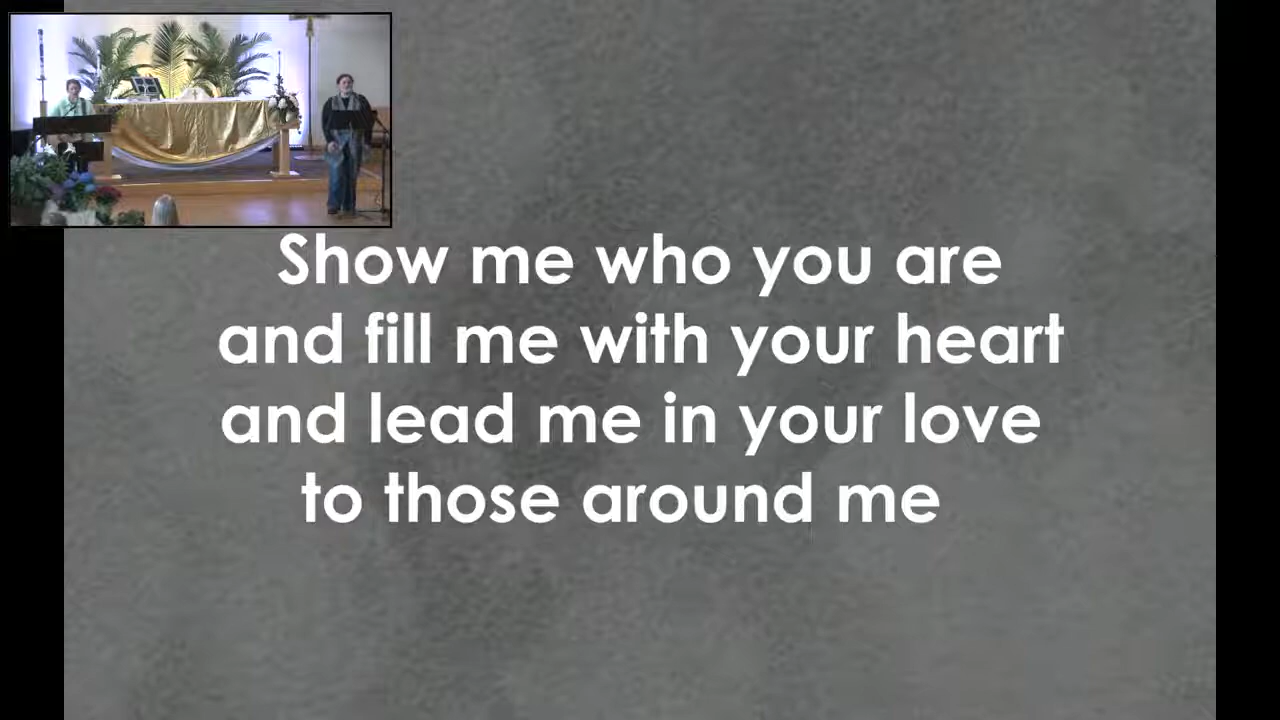 Show me who you are
and fill me with your heart
and lead me in your love
to those around me